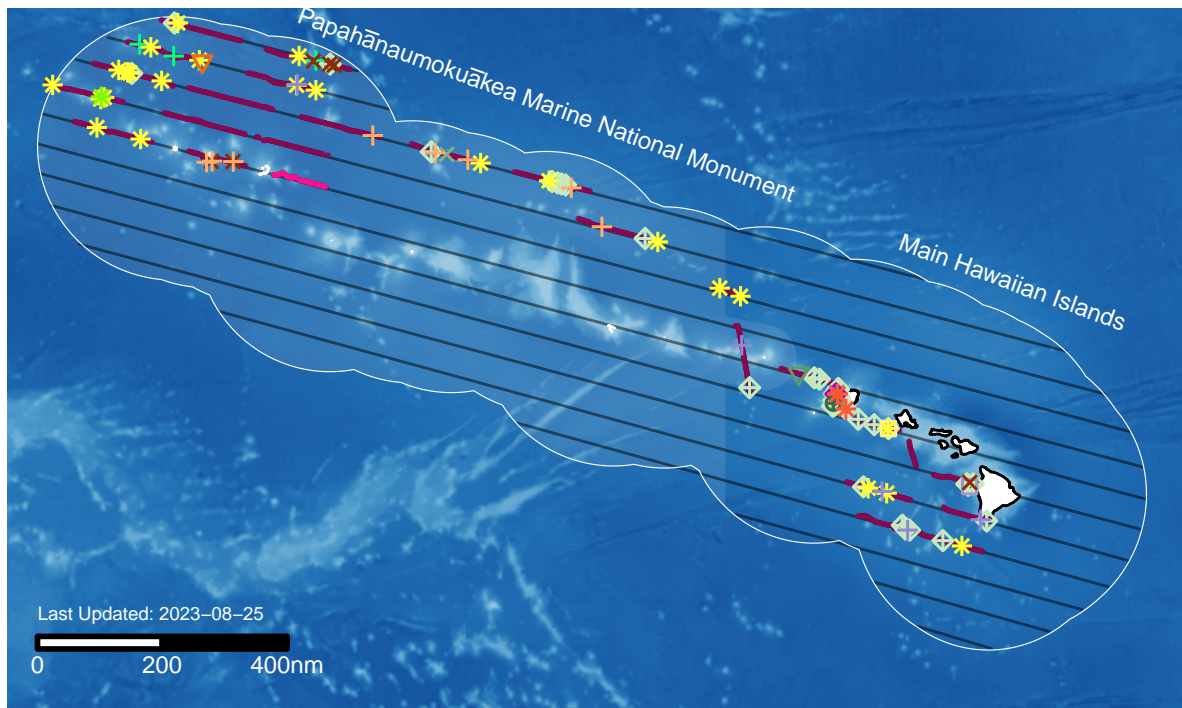 Papahānaumokuākea Marine National Monument
Main Hawaiian Islands
Last Updated: 2023−08−25
0 200 400nm